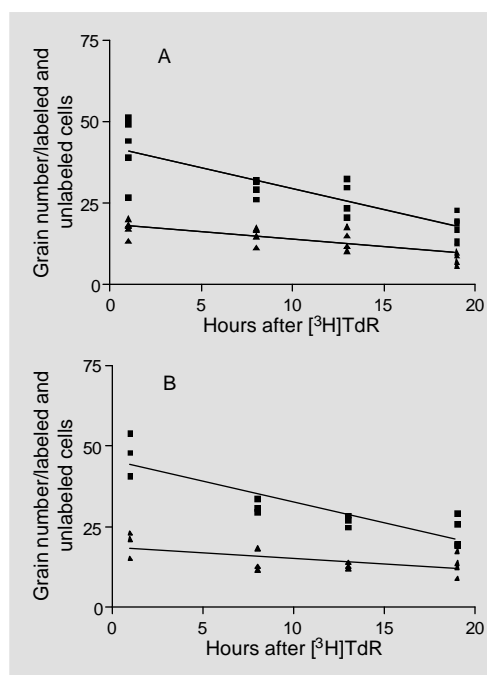 A
Grain number/labeled and
unlabeled cells
75
50
25
0
0 5 10 15 20
Hours after [³H]TdR
B
Grain number/labeled and
unlabeled cells
75
50
25
0
0 5 10 15 20
Hours after [³H]TdR